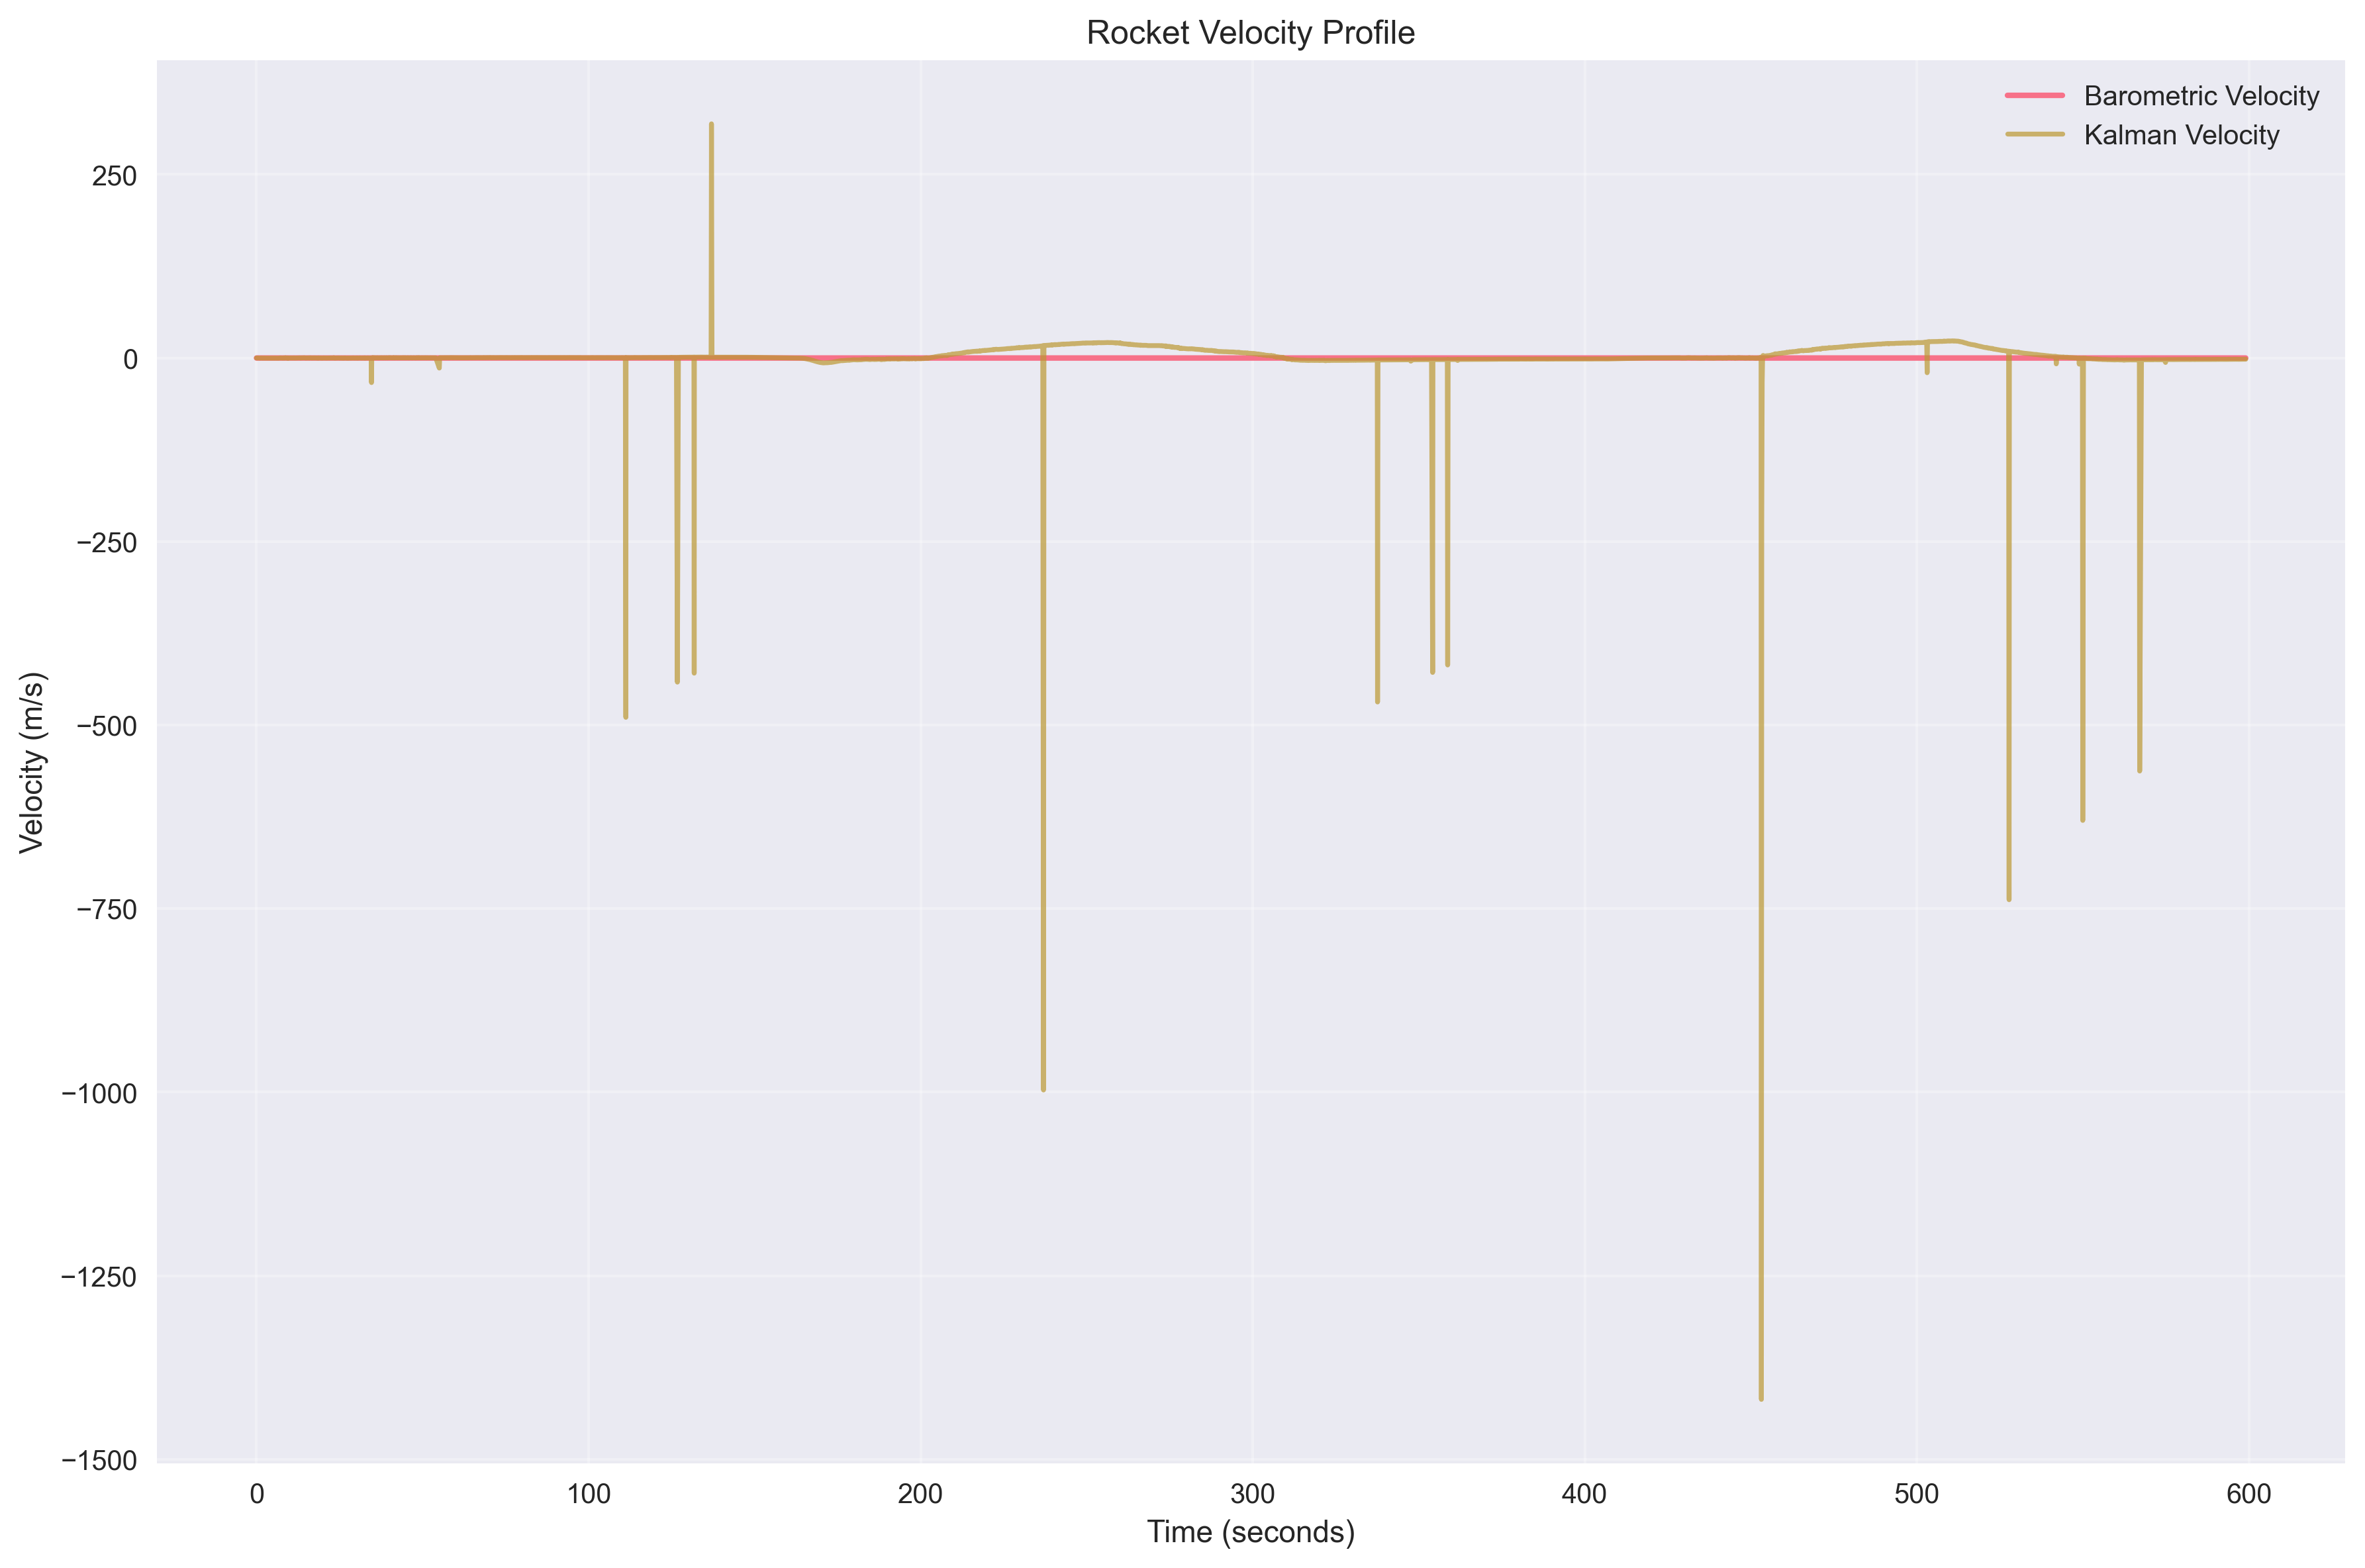 Rocket Velocity Profile
Barometric Velocity
Kalman Velocity
250
0
−250
−500
−750
−1000
−1250
−1500
Velocity (m/s)
0 100 200 300 400 500 600
Time (seconds)